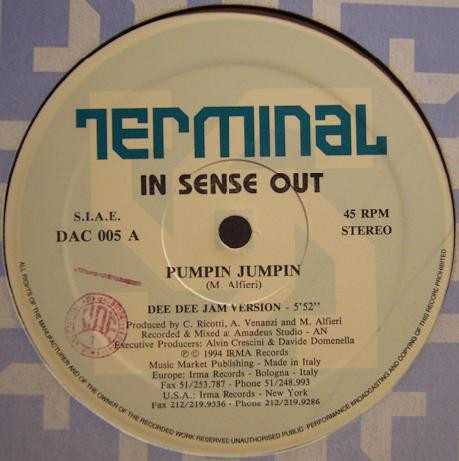 TERMINAL
IN SENSE OUT
S.I.A.E.
DAC 005 A
45 RPM
STEREO
PUMPIN JUMPIN
(M. Alfieri)
DEE DEE JAM VERSION - 5'52''
Produced by C. Ricotti, A. Venanzi and M. Alfieri
Recorded & Mixed a: Amadeus Studio - AN
Executive Producers: Alvin Crescini & Davide Domenella
Ⓟ © 1994 IRMA Records
Music Market Publishing - Made in Italy
Europe: Irma Records - Bologna - Italy
Fax 51/253.787 - Phone 51/248.993
U.S.A.: Irma Records - New York
Fax 212/219.9536 - Phone 212/219.9286
ALL RIGHTS OF THE MANUFACTURER AND OF THE OWNER OF THE RECORDED WORK RESERVED UNAUTHORISED PUBLIC PERFORMANCE BROADCASTING AND COPYING OF THIS RECORD PROHIBITED